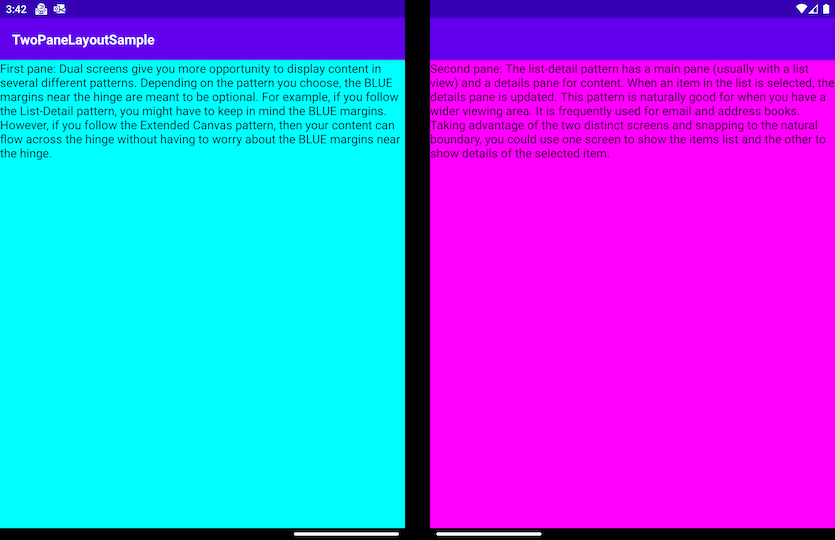 3:42
TwoPaneLayoutSample
First pane: Dual screens give you more opportunity to display content in
several different patterns. Depending on the pattern you choose, the BLUE
margins near the hinge are meant to be optional. For example, if you follow
the List-Detail pattern, you might have to keep in mind the BLUE margins.
However, if you follow the Extended Canvas pattern, then your content can
flow across the hinge without having to worry about the BLUE margins near
the hinge.
Second pane: The list-detail pattern has a main pane (usually with a list
view) and a details pane for content. When an item in the list is selected, the
details pane is updated. This pattern is naturally good for when you have a
wider viewing area. It is frequently used for email and address books.
Taking advantage of the two distinct screens and snapping to the natural
boundary, you could use one screen to show the items list and the other to
show details of the selected item.